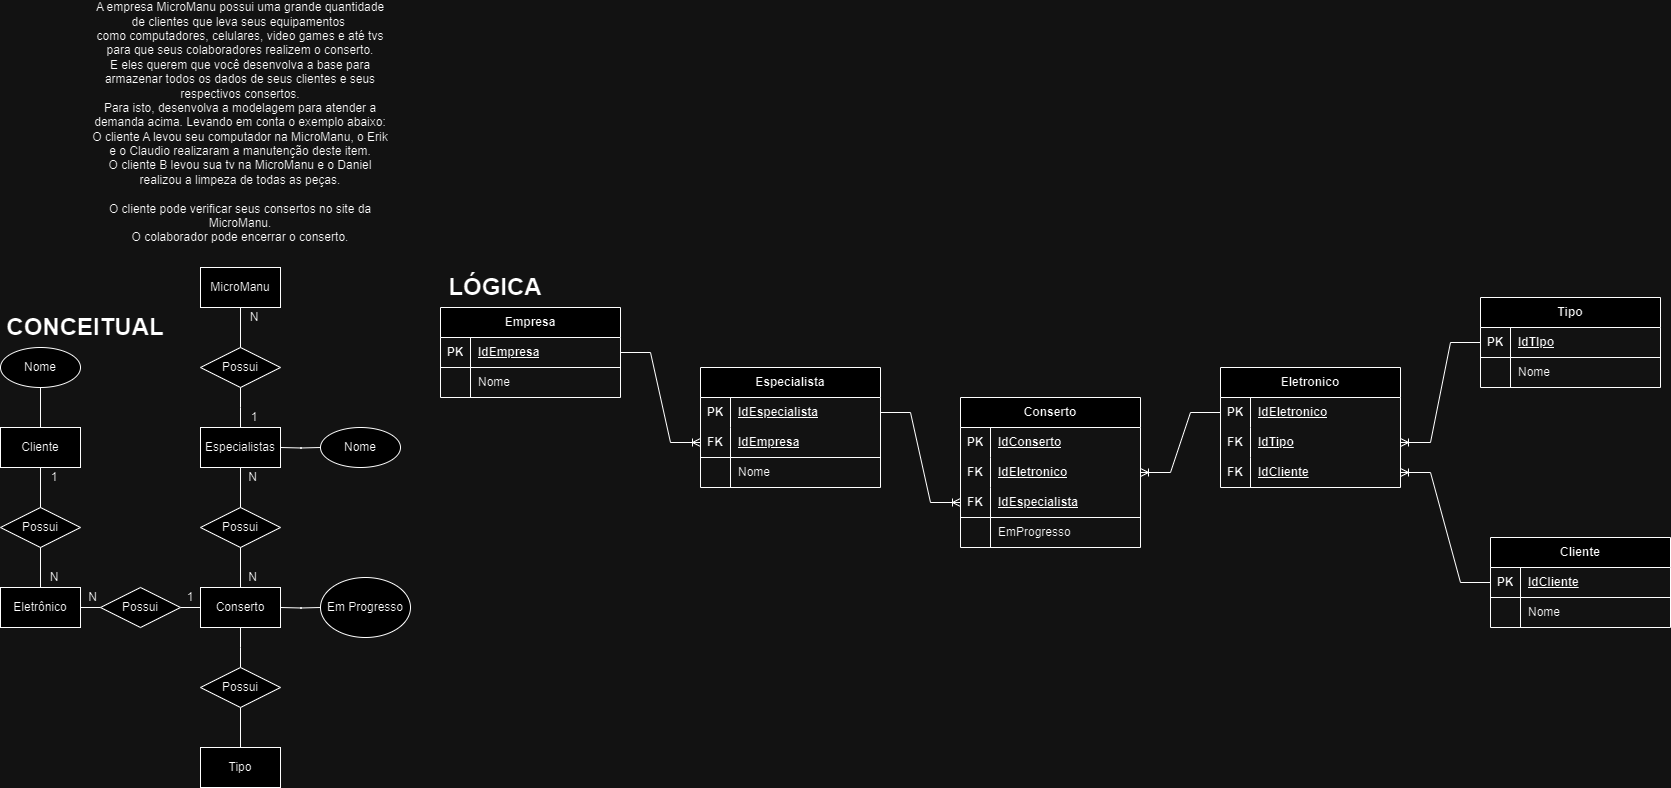 A empresa MicroManu possui uma grande quantidade
de clientes que leva seus equipamentos
como computadores, celulares, video games e até tvs
para que seus colaboradores realizem o conserto.
E eles querem que você desenvolva a base para
armazenar todos os dados de seus clientes e seus
respectivos consertos.
Para isto, desenvolva a modelagem para atender a
demanda acima. Levando em conta o exemplo abaixo:
O cliente A levou seu computador na MicroManu, o Erik
e o Claudio realizaram a manutenção deste item.
O cliente B levou sua tv na MicroManu e o Daniel
realizou a limpeza de todas as peças.
O cliente pode verificar seus consertos no site da
MicroManu.
O colaborador pode encerrar o conserto.
CONCEITUAL
MicroManu
N
Possui
1
Nome
Cliente
1
Possui
N
Especialistas
Nome
N
Possui
N
Eletrônico
N
Possui
1
Conserto
Em Progresso
Possui
Tipo
LÓGICA
Empresa
PK IdEmpresa
Nome
Especialista
PK IdEspecialista
FK IdEmpresa
Nome
Conserto
PK IdConserto
FK IdEletronico
FK IdEspecialista
EmProgresso
Eletronico
PK IdEletronico
FK IdTipo
FK IdCliente
Tipo
PK IdTIpo
Nome
Cliente
PK IdCliente
Nome